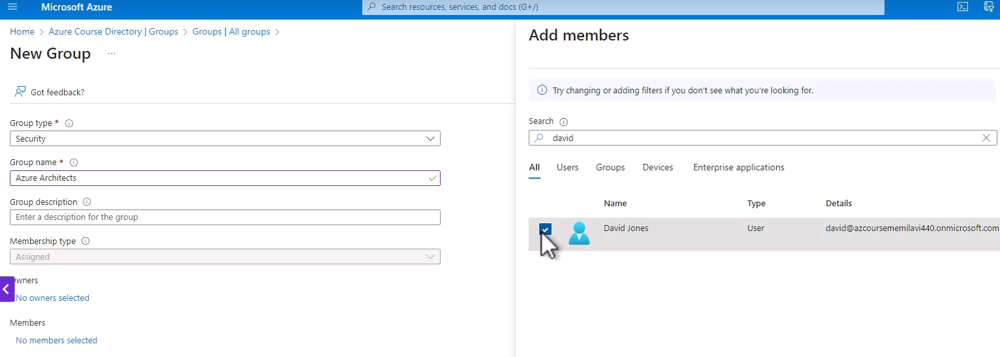 Microsoft Azure
Search resources, services, and docs (G+/)
Home > Azure Course Directory | Groups > Groups | All groups >
New Group ...
Got feedback?
Group type *
Security
Group name *
Azure Architects
Group description
Enter a description for the group
Membership type
Assigned
wners
No owners selected
Members
No members selected
Add members
Try changing or adding filters if you don't see what you're looking for.
Search
david
All Users Groups Devices Enterprise applications
Name Type Details
David Jones User david@azcoursememilavi440.onmicrosoft.com